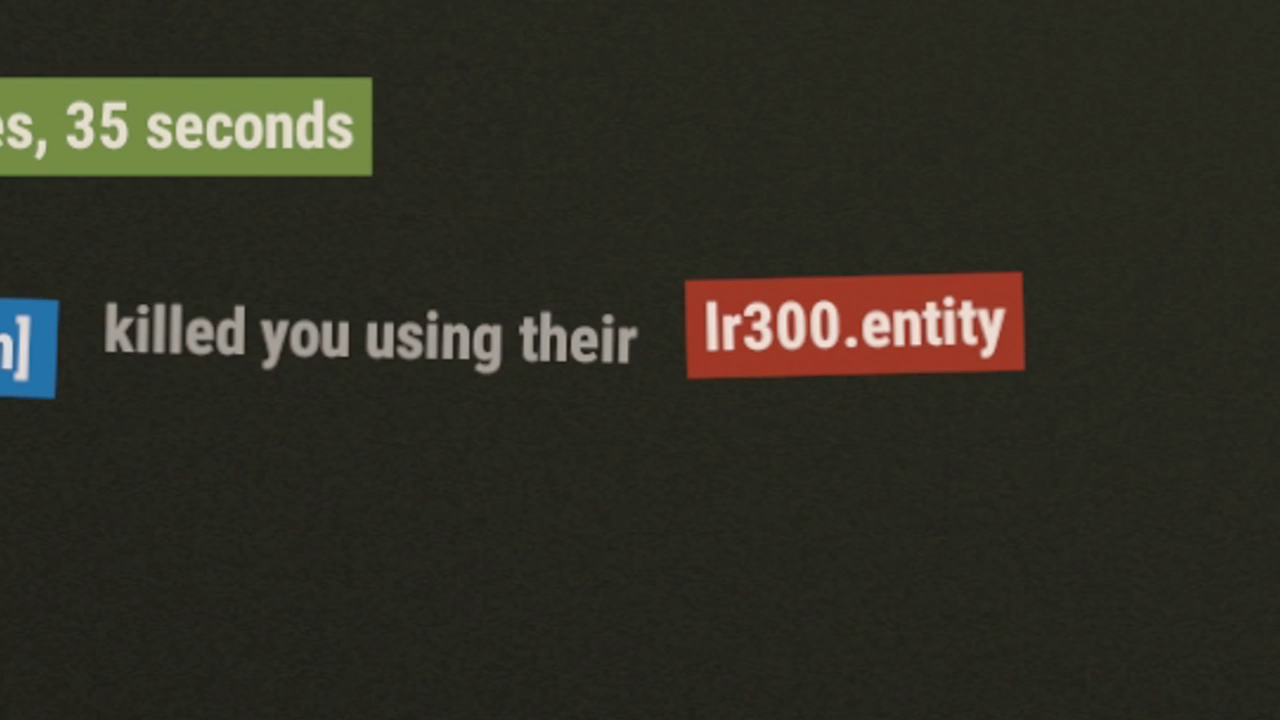 es, 35 seconds
n] killed you using their lr300.entity